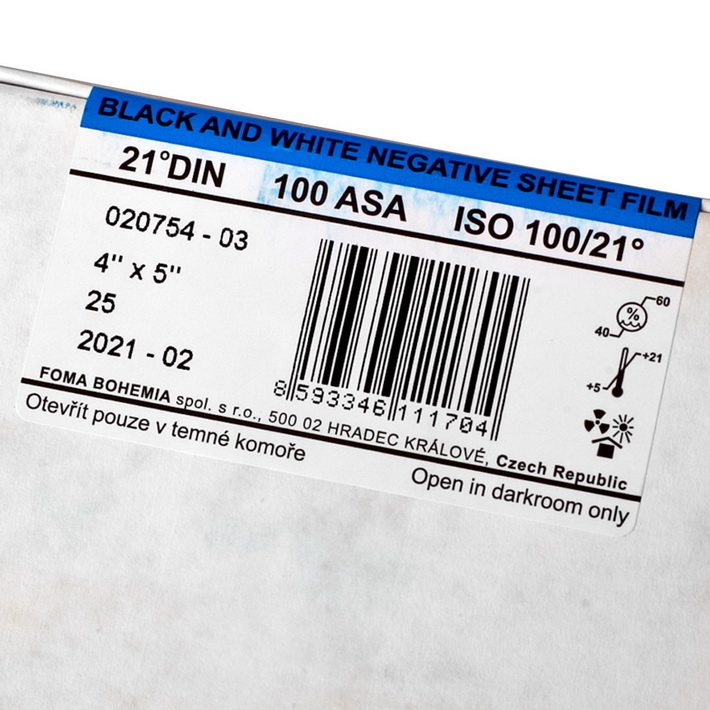 BLACK AND WHITE NEGATIVE SHEET FILM
21°DIN 100 ASA ISO 100/21°
020754 - 03
4" x 5"
25
2021 - 02
60
40
%
+21
+5
8 593346 111704
FOMA BOHEMIA spol. s r.o., 500 02 HRADEC KRÁLOVÉ, Czech Republic
Otevřít pouze v temné komoře
Open in darkroom only